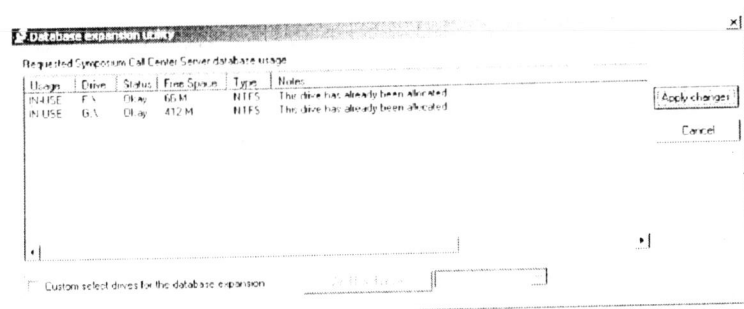 Database expansion utility
Requested Symposium Call Center Server database usage
Usage Drive Status Free Space Type Notes
IN-USE F:\ Okay 66 M NTFS This drive has already been allocated
IN-USE G:\ Okay 412 M NTFS This drive has already been allocated
Apply changes
Cancel
Custom select drives for the database expansion